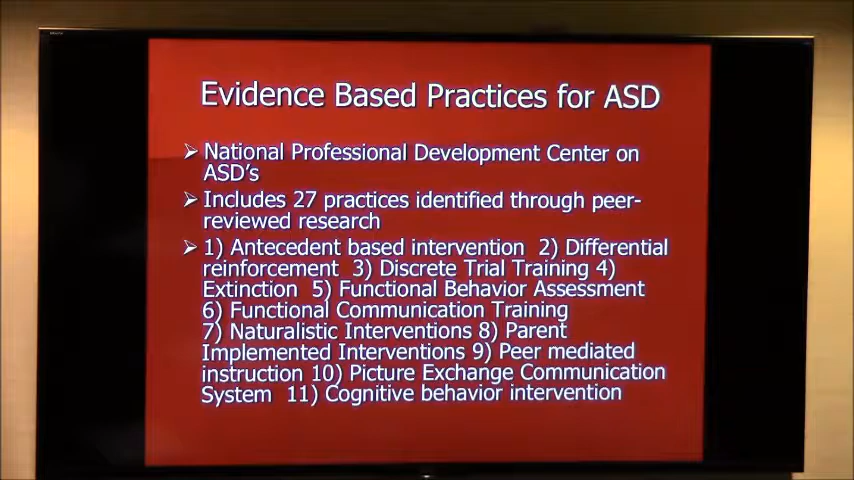 Evidence Based Practices for ASD
➢ National Professional Development Center on
ASD's
➢ Includes 27 practices identified through peer-
reviewed research
➢ 1) Antecedent based intervention 2) Differential
reinforcement 3) Discrete Trial Training 4)
Extinction 5) Functional Behavior Assessment
6) Functional Communication Training
7) Naturalistic Interventions 8) Parent
Implemented Interventions 9) Peer mediated
instruction 10) Picture Exchange Communication
System 11) Cognitive behavior intervention